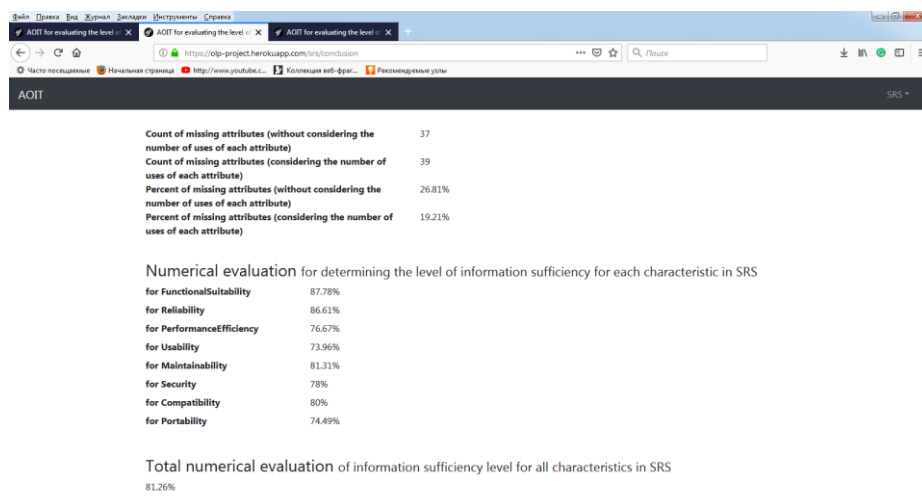 Файл Правка Вид Журнал Закладки Инструменты Справка
AOIT for evaluating the level of X AOIT for evaluating the level of X AOIT for evaluating the level of X +
https://olp-project.herokuapp.com/srs/conclusion ... Поиск
Часто посещаемые Начальная страница http://www.youtube.c... Коллекция веб-фраг... Рекомендуемые узлы
AOIT SRS
Count of missing attributes (without considering the 37
number of uses of each attribute)
Count of missing attributes (considering the number of 39
uses of each attribute)
Percent of missing attributes (without considering the 26.81%
number of uses of each attribute)
Percent of missing attributes (considering the number of 19.21%
uses of each attribute)
Numerical evaluation for determining the level of information sufficiency for each characteristic in SRS
for FunctionalSuitability 87.78%
for Reliability 86.61%
for PerformanceEfficiency 76.67%
for Usability 73.96%
for Maintainability 81.31%
for Security 78%
for Compatibility 80%
for Portability 74.49%
Total numerical evaluation of information sufficiency level for all characteristics in SRS
81.26%